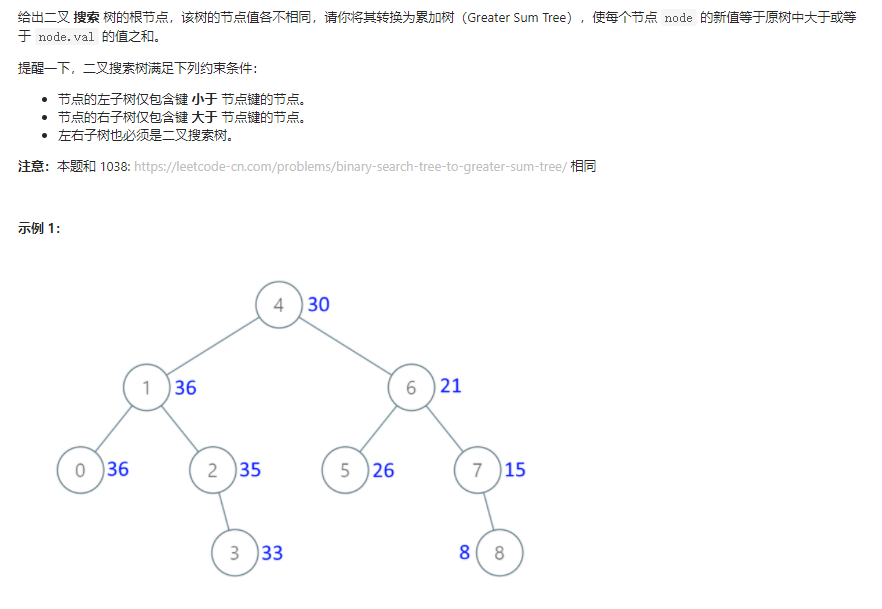 给出二叉 搜索 树的根节点，该树的节点值各不相同，请你将其转换为累加树（Greater Sum Tree），使每个节点 node 的新值等于原树中大于或等
于 node.val 的值之和。
提醒一下，二叉搜索树满足下列约束条件：
• 节点的左子树仅包含键 小于 节点键的节点。
• 节点的右子树仅包含键 大于 节点键的节点。
• 左右子树也必须是二叉搜索树。
注意：本题和 1038: https://leetcode-cn.com/problems/binary-search-tree-to-greater-sum-tree/ 相同
示例 1：
4 30
1 36 6 21
0 36 2 35 5 26 7 15
3 33 8 8